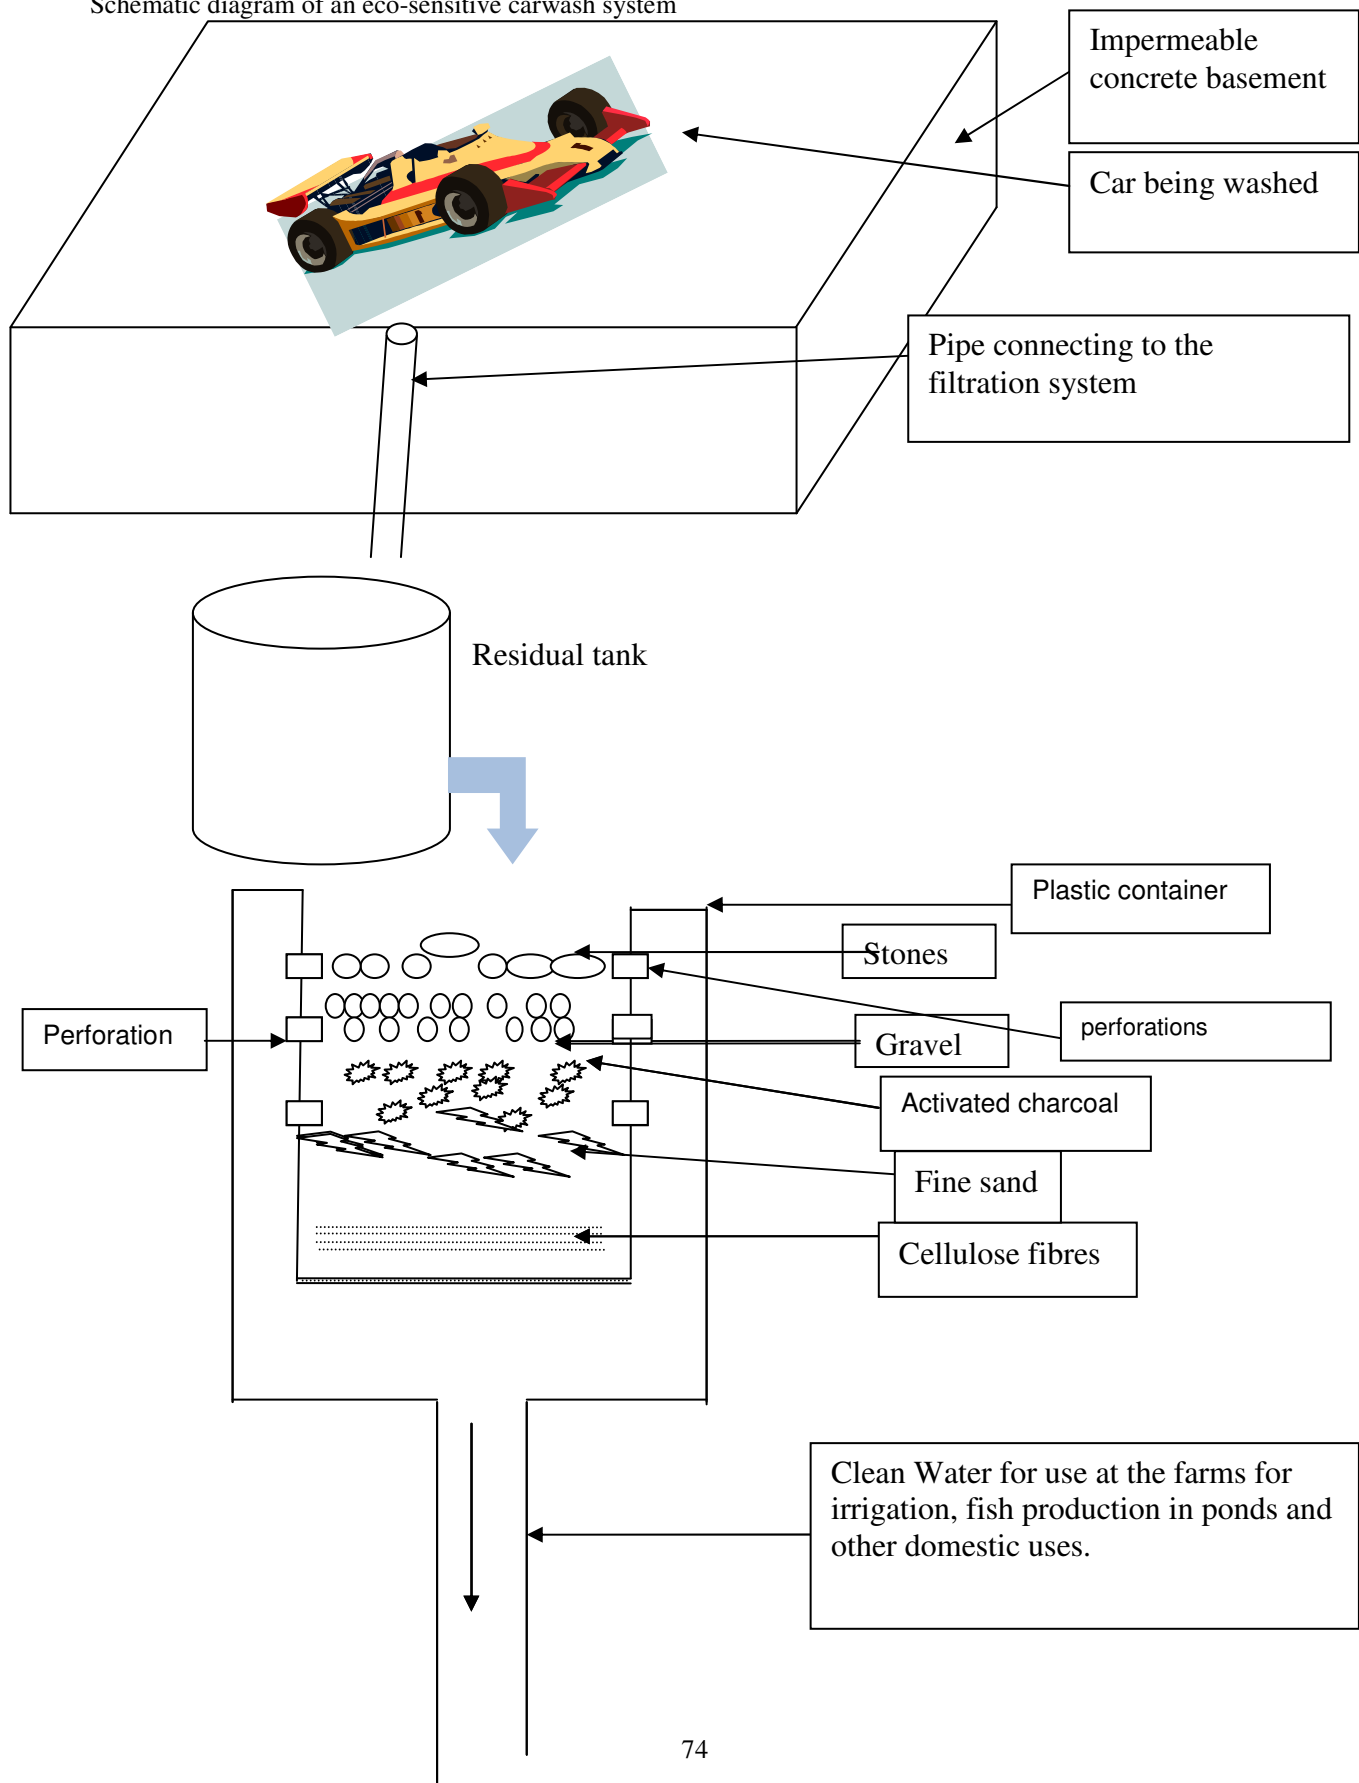 Schematic diagram of an eco-sensitive carwash system
Impermeable
concrete basement
Car being washed
Pipe connecting to the
filtration system
Residual tank
Plastic container
Stones
Perforation
perforations
Gravel
Activated charcoal
Fine sand
Cellulose fibres
Clean Water for use at the farms for
irrigation, fish production in ponds and
other domestic uses.
74